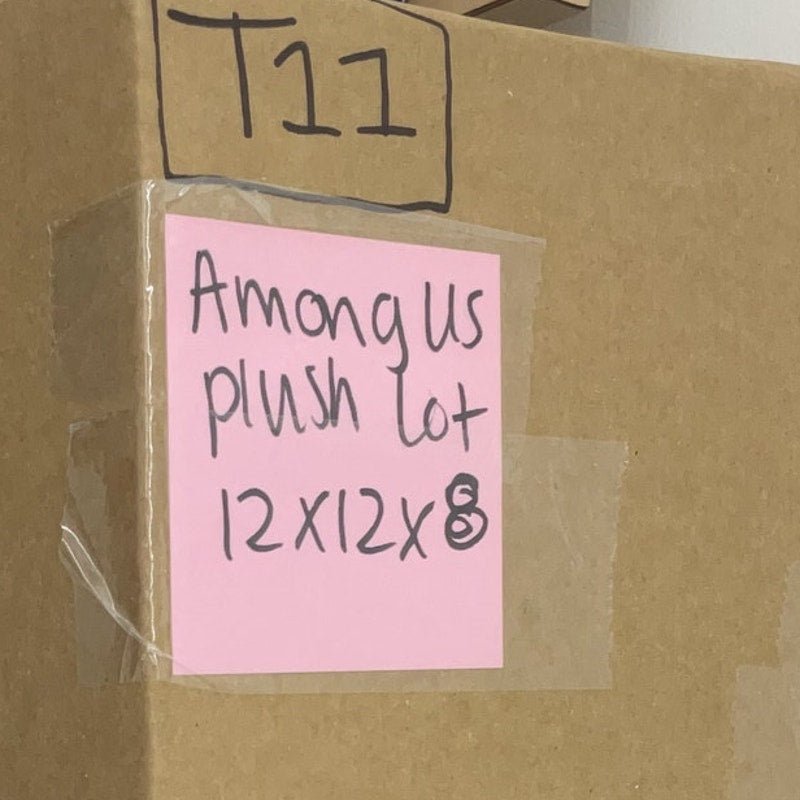 T11
Among Us
plush lot
12x12x8